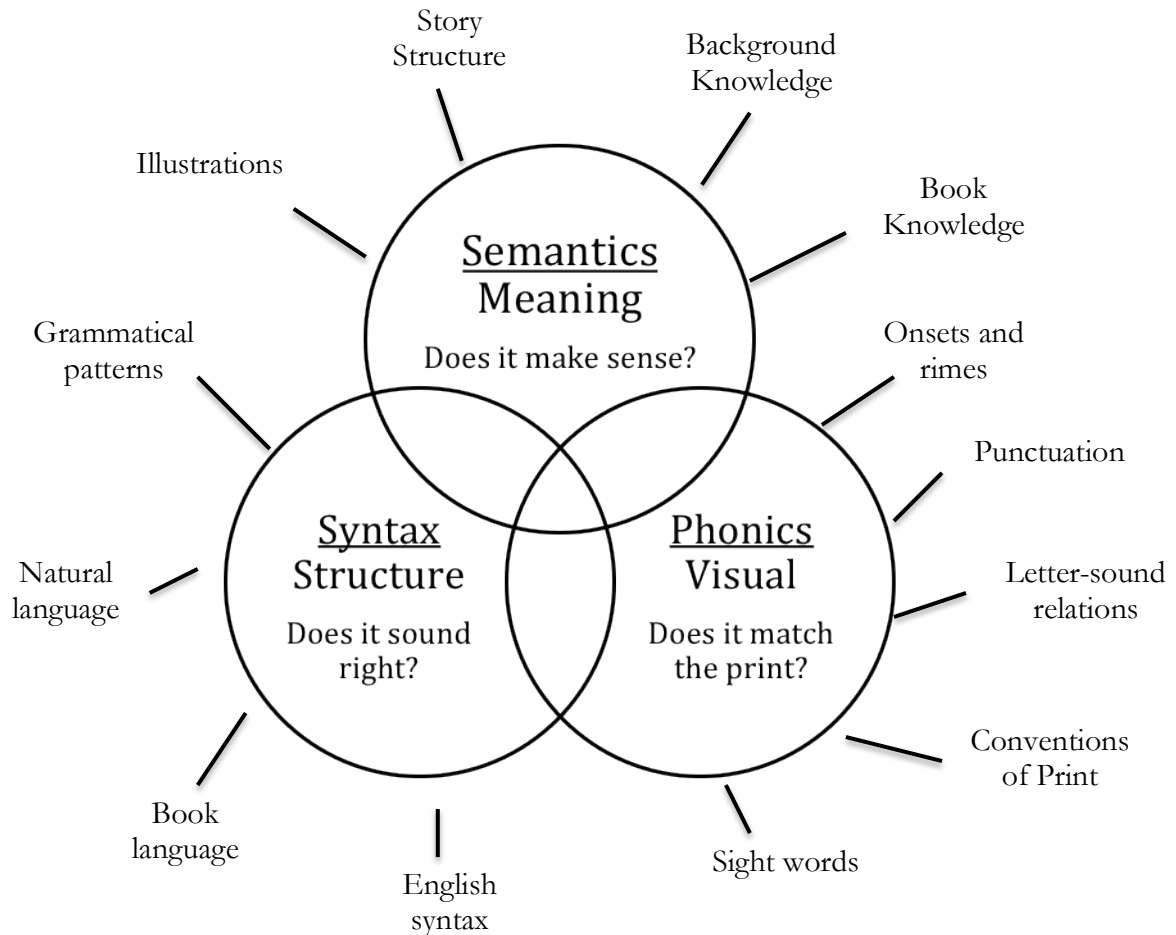 Story
Structure
Background
Knowledge
Illustrations
Book
Knowledge
Semantics
Meaning
Does it make sense?
Grammatical
patterns
Onsets and
rimes
Punctuation
Syntax
Structure
Does it sound
right?
Phonics
Visual
Does it match
the print?
Natural
language
Letter-sound
relations
Conventions
of Print
Book
language
Sight words
English
syntax